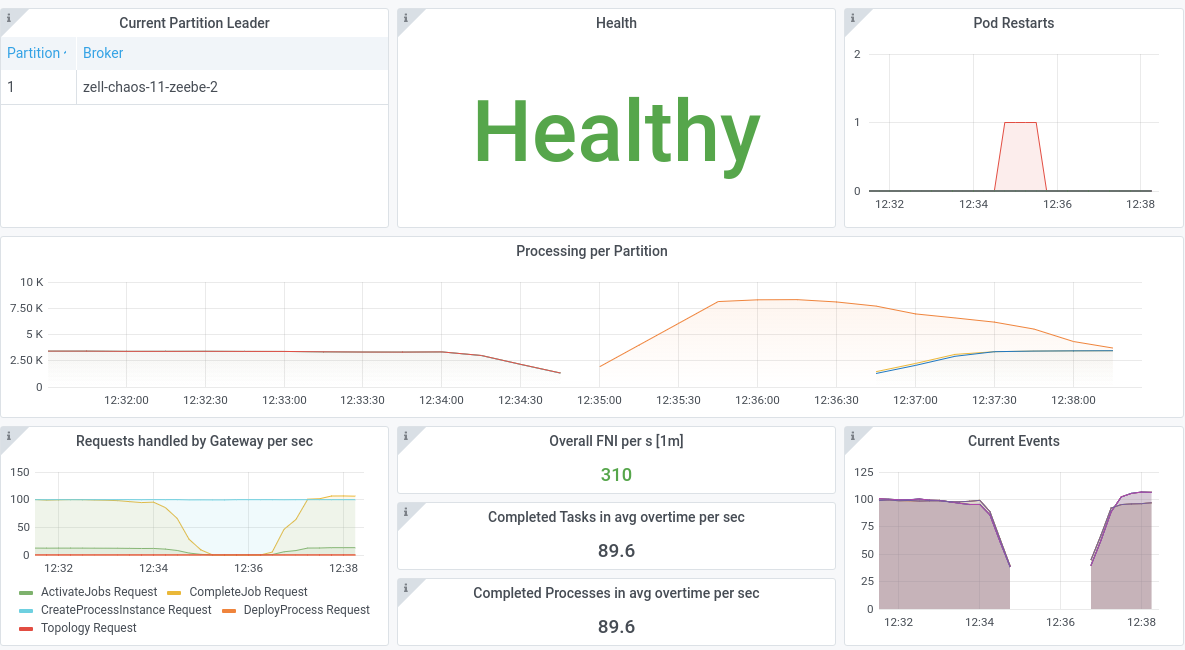 Current Partition Leader
Partition
Broker
1
zell-chaos-11-zeebe-2
Health
Healthy
Pod Restarts
2
1
0
12:32 12:34 12:36 12:38
Processing per Partition
10 K
7.50 K
5 K
2.50 K
0
12:32:00 12:32:30 12:33:00 12:33:30 12:34:00 12:34:30 12:35:00 12:35:30 12:36:00 12:36:30 12:37:00 12:37:30 12:38:00
Requests handled by Gateway per sec
150
100
50
0
12:32 12:34 12:36 12:38
ActivateJobs Request CompleteJob Request
CreateProcessInstance Request DeployProcess Request
Topology Request
Overall FNI per s [1m]
310
Completed Tasks in avg overtime per sec
89.6
Completed Processes in avg overtime per sec
89.6
Current Events
125
100
75
50
25
0
12:32 12:34 12:36 12:38